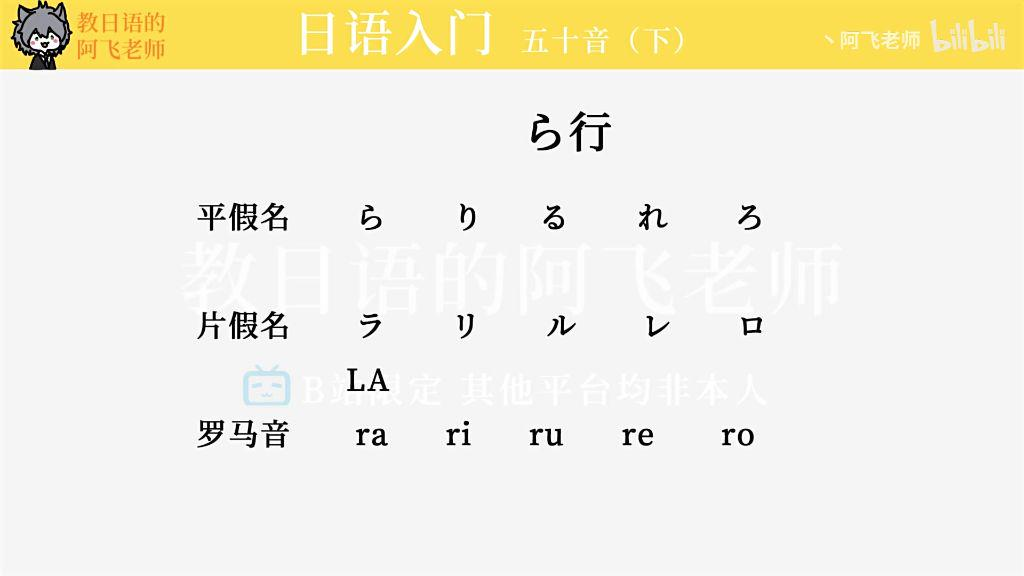 教日语的
阿飞老师
日语入门 五十音（下）
丶阿飞老师 bilibili
ら行
平假名 ら り る れ ろ
教日语的阿飞老师
片假名 ラ リ ル レ ロ
LA
B站限定 其他平台均非本人
罗马音 ra ri ru re ro